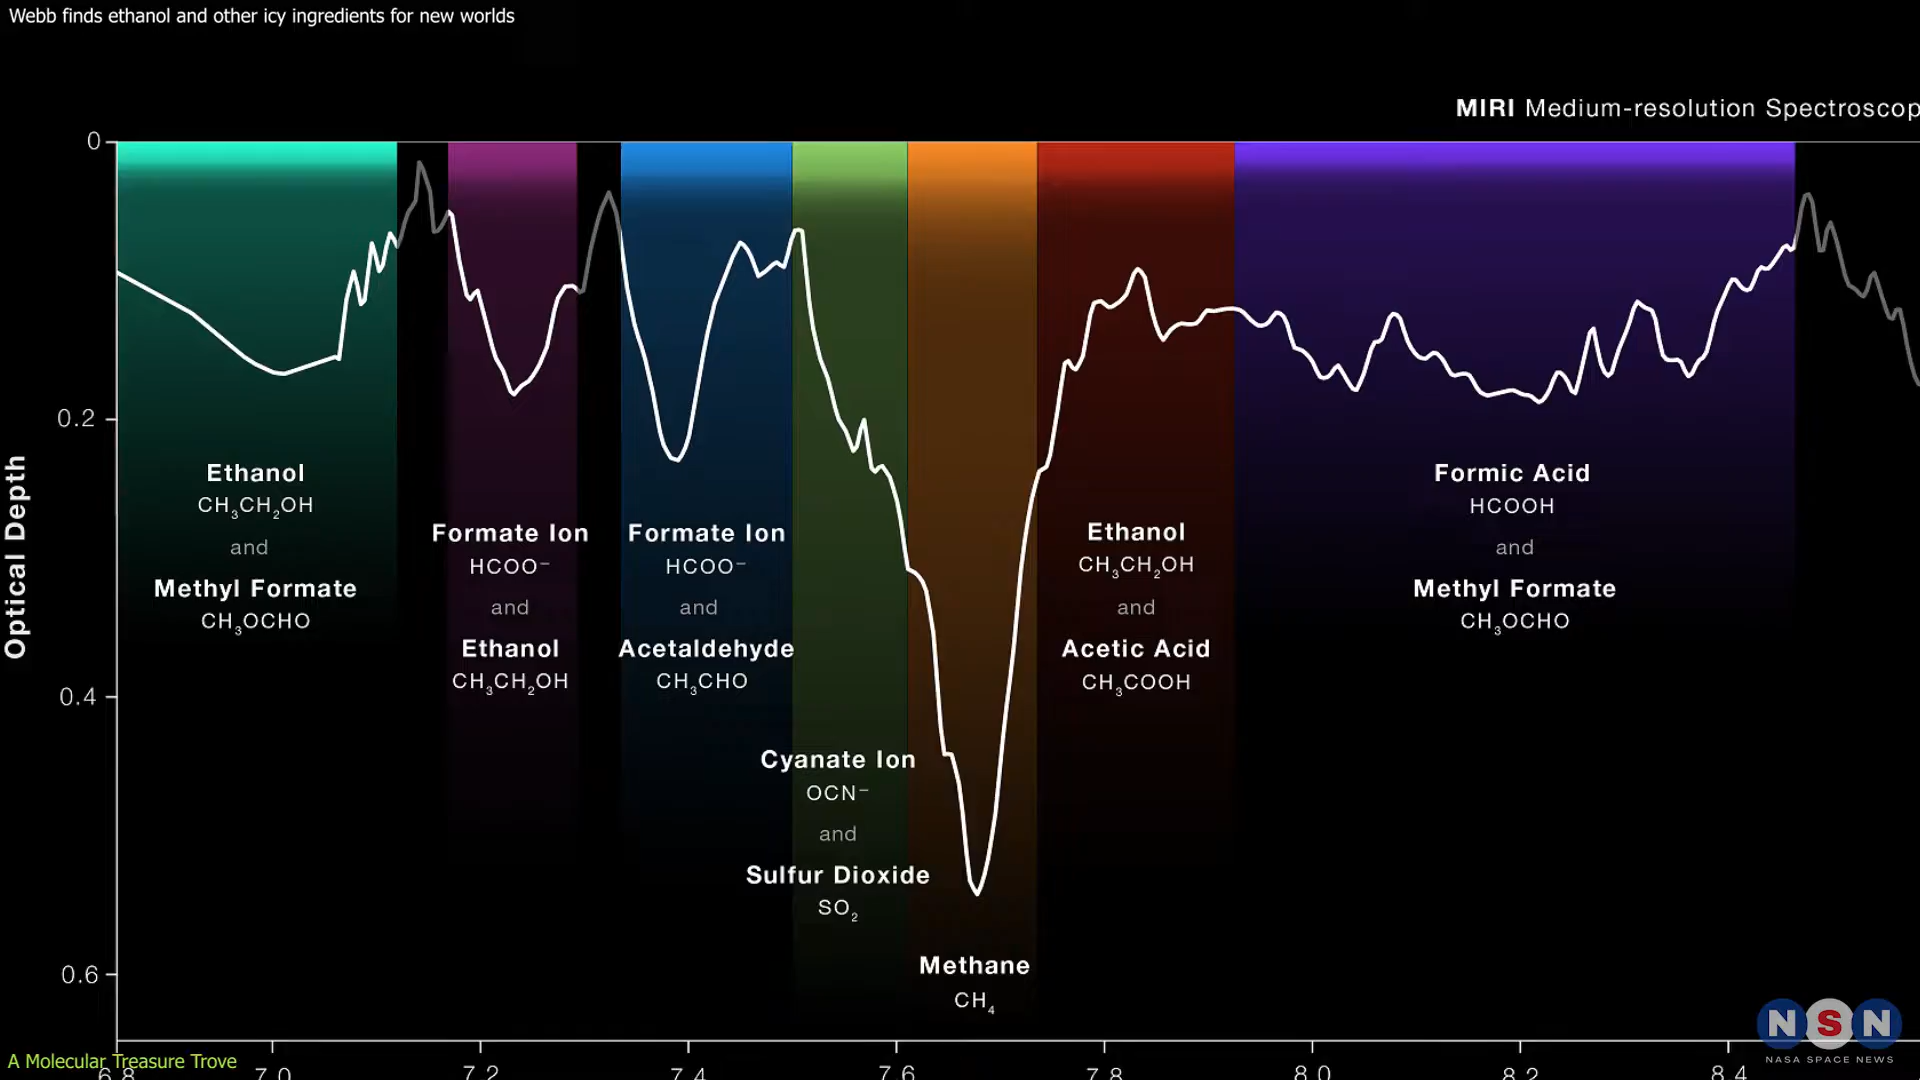 Webb finds ethanol and other icy ingredients for new worlds
MIRI Medium-resolution Spectroscop
0
0.2
0.4
0.6
Optical Depth
Ethanol
CH₃CH₂OH
and
Methyl Formate
CH₃OCHO
Formate Ion
HCOO⁻
and
Ethanol
CH₃CH₂OH
Formate Ion
HCOO⁻
and
Acetaldehyde
CH₃CHO
Cyanate Ion
OCN⁻
and
Sulfur Dioxide
SO₂
Methane
CH₄
Ethanol
CH₃CH₂OH
and
Acetic Acid
CH₃COOH
Formic Acid
HCOOH
and
Methyl Formate
CH₃OCHO
6.8 7.0 7.2 7.4 7.6 7.8 8.0 8.2 8.4
A Molecular Treasure Trove
NSN
NASA SPACE NEWS